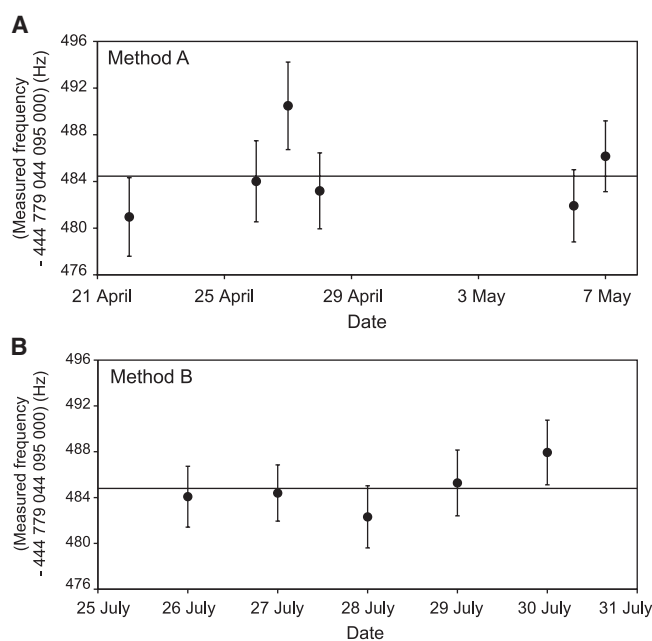 A
Method A
(Measured frequency
- 444 779 044 095 000) (Hz)
496
492
488
484
480
476
21 April
25 April
29 April
3 May
7 May
Date
B
Method B
(Measured frequency
- 444 779 044 095 000) (Hz)
496
492
488
484
480
476
25 July
26 July
27 July
28 July
29 July
30 July
31 July
Date